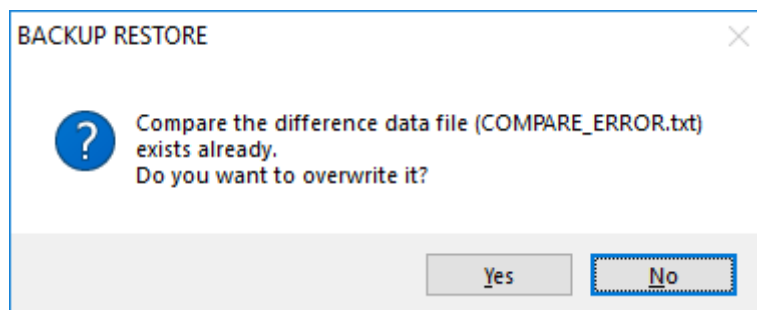 BACKUP RESTORE
?
Compare the difference data file (COMPARE_ERROR.txt)
exists already.
Do you want to overwrite it?
Yes
No